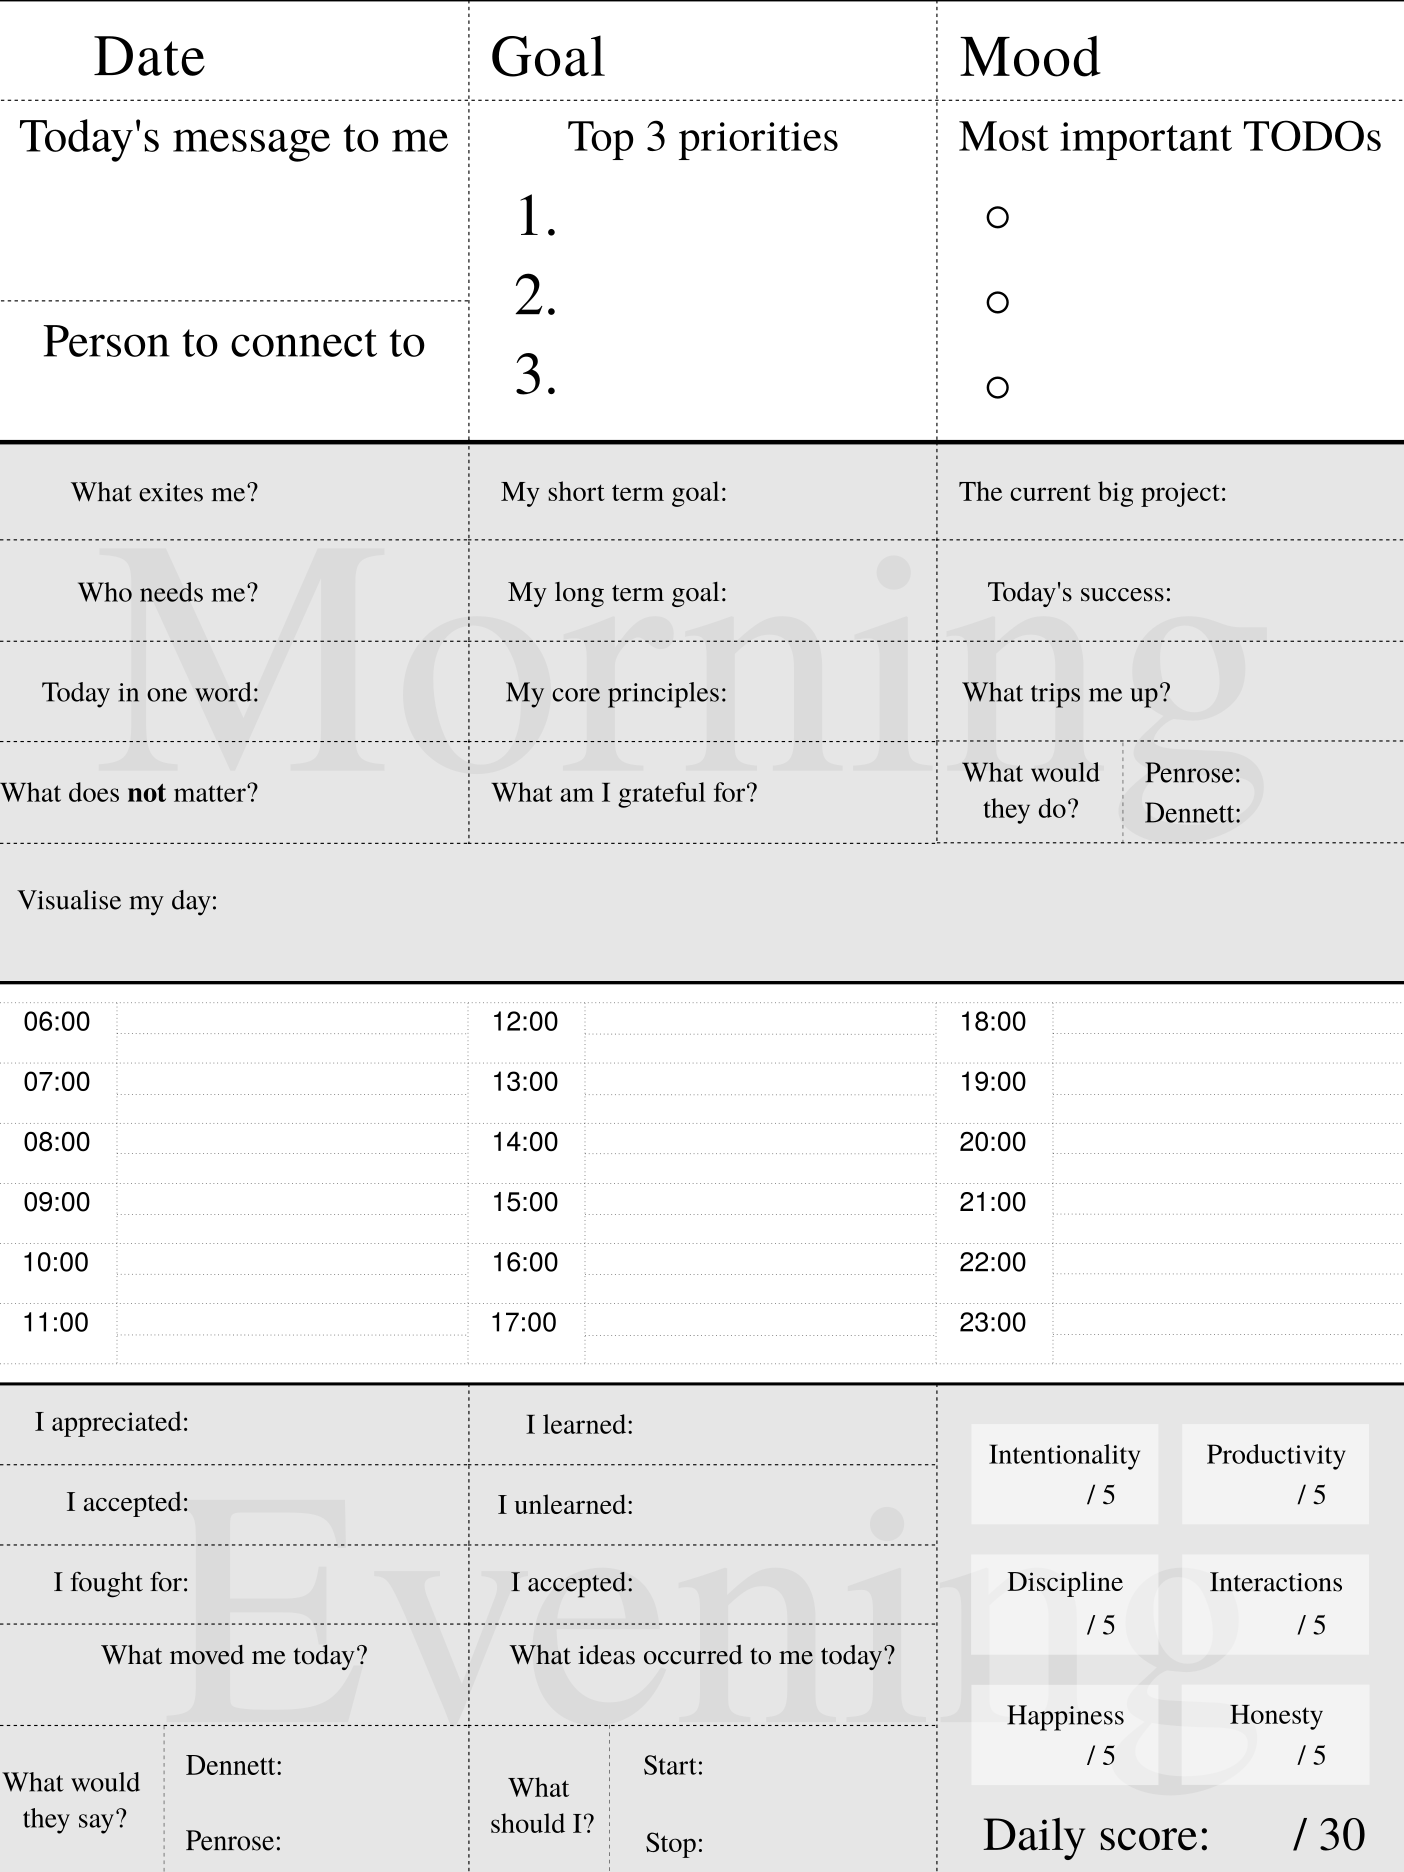 Date
Goal
Mood
Today's message to me
Top 3 priorities
Most important TODOs
1.
2.
3.
Person to connect to
Morning
What exites me?
My short term goal:
The current big project:
Who needs me?
My long term goal:
Today's success:
Today in one word:
My core principles:
What trips me up?
What does not matter?
What am I grateful for?
What would
they do?
Penrose:
Dennett:
Visualise my day:
06:00
07:00
08:00
09:00
10:00
11:00
12:00
13:00
14:00
15:00
16:00
17:00
18:00
19:00
20:00
21:00
22:00
23:00
Evening
I appreciated:
I learned:
I accepted:
I unlearned:
I fought for:
I accepted:
What moved me today?
What ideas occurred to me today?
What would
they say?
Dennett:
Penrose:
What
should I?
Start:
Stop:
Intentionality
/ 5
Productivity
/ 5
Discipline
/ 5
Interactions
/ 5
Happiness
/ 5
Honesty
/ 5
Daily score: / 30